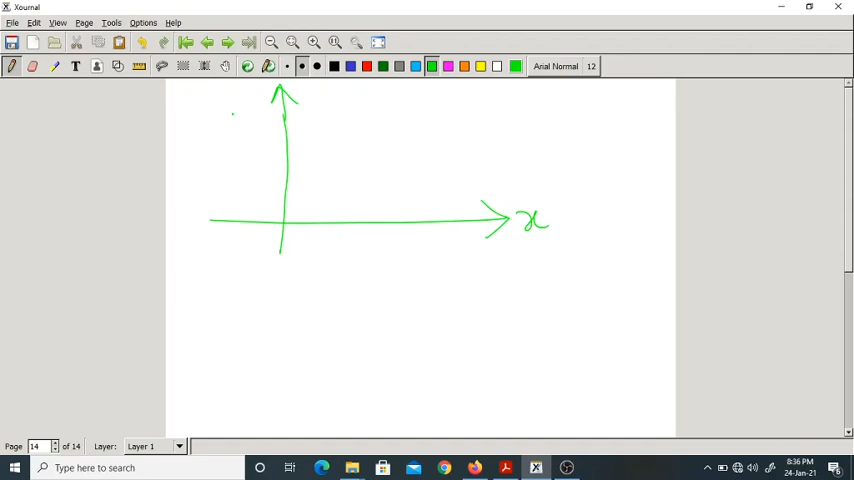 Xournal
File Edit View Page Tools Options Help
Arial Normal 12
x
Page 14 of 14 Layer: Layer 1
Type here to search
8:36 PM
24-Jan-21
6